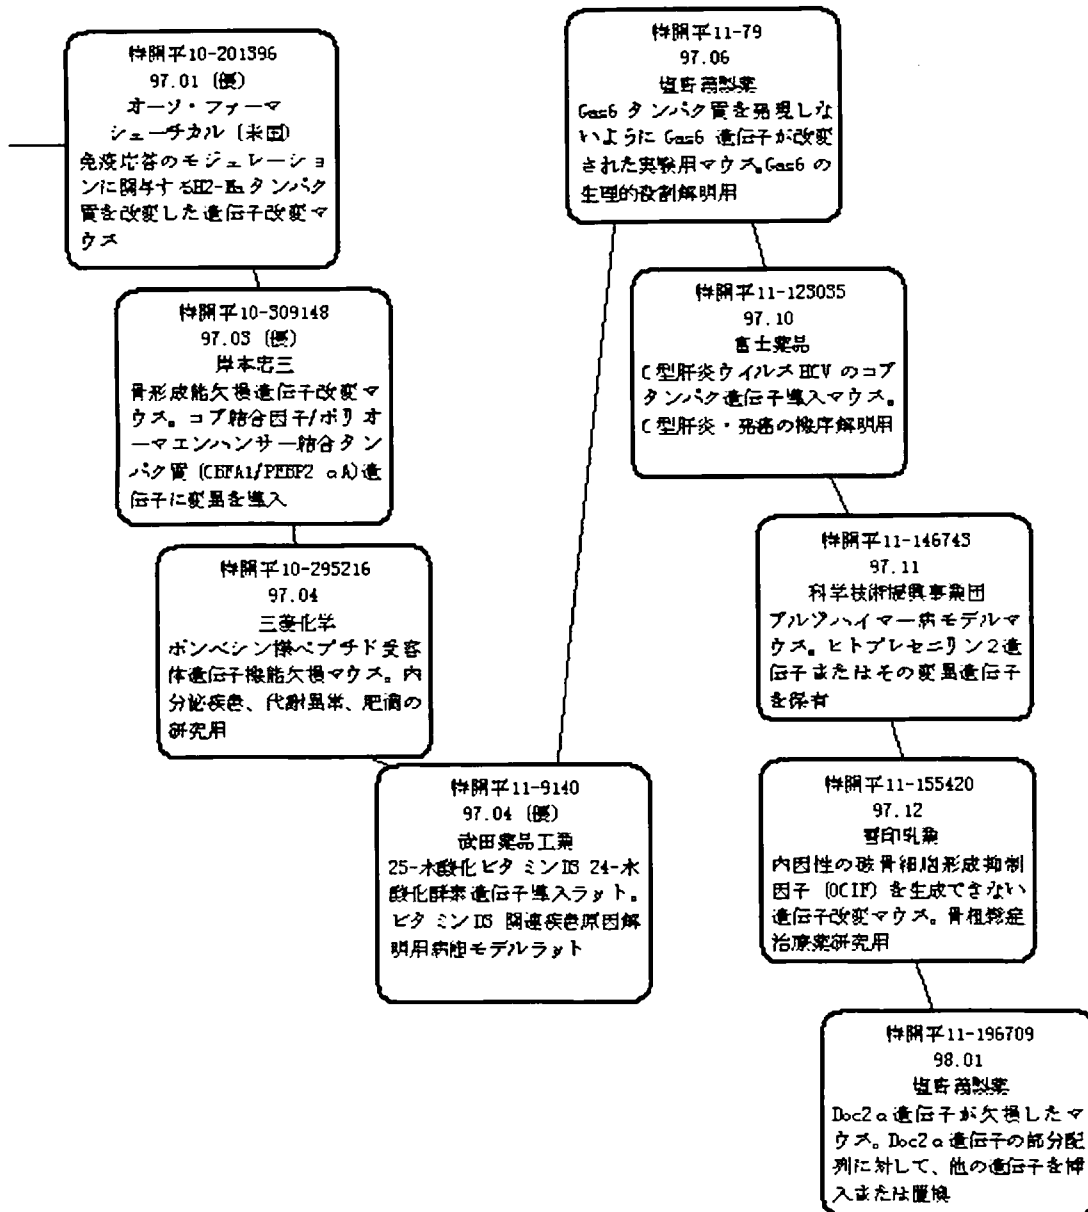 特開平10-201396
97.01 (優)
オーソ・ファーマ
シューチカル (米国)
免疫応答のモジュレーショ
ンに関与するH2-Maタンパク
質を改変した遺伝子改変マ
ウス
特開平10-309148
97.03 (優)
岸本忠三
骨形成能欠損遺伝子改変マ
ウス。コブ結合因子/ポリオ
ーマエンハンサー結合タン
パク質 (CBFA1/PEBP2αA)遺
伝子に変異を導入
特開平10-295216
97.04
三菱化学
ボンベシン様ペプチド受容
体遺伝子機能欠損マウス。内
分泌疾患、代謝異常、肥満の
研究用
特開平11-9140
97.04 (優)
武田薬品工業
25-水酸化ビタミンD3 24-水
酸化酵素遺伝子導入ラット。
ビタミンD3 関連疾患原因解
明用病態モデルラット
特開平11-79
97.06
塩野義製薬
Gas6 タンパク質を発現しな
いように Gas6 遺伝子が改変
された実験用マウス。Gas6 の
生理的役割解明用
特開平11-123035
97.10
富士薬品
C型肝炎ウイルス HCV のコア
タンパク遺伝子導入マウス。
C型肝炎・発癌の機序解明用
特開平11-146743
97.11
科学技術振興事業団
アルツハイマー病モデルマ
ウス。ヒトプレセニリン2遺
伝子またはその変異遺伝子
を保有
特開平11-155420
97.12
雪印乳業
内因性の破骨細胞形成抑制
因子 (OCIF) を生成できない
遺伝子改変マウス。骨粗鬆症
治療薬研究用
特開平11-196709
98.01
塩野義製薬
Doc2α遺伝子が欠損したマ
ウス。Doc2α遺伝子の部分配
列に対して、他の遺伝子を挿
入または置換